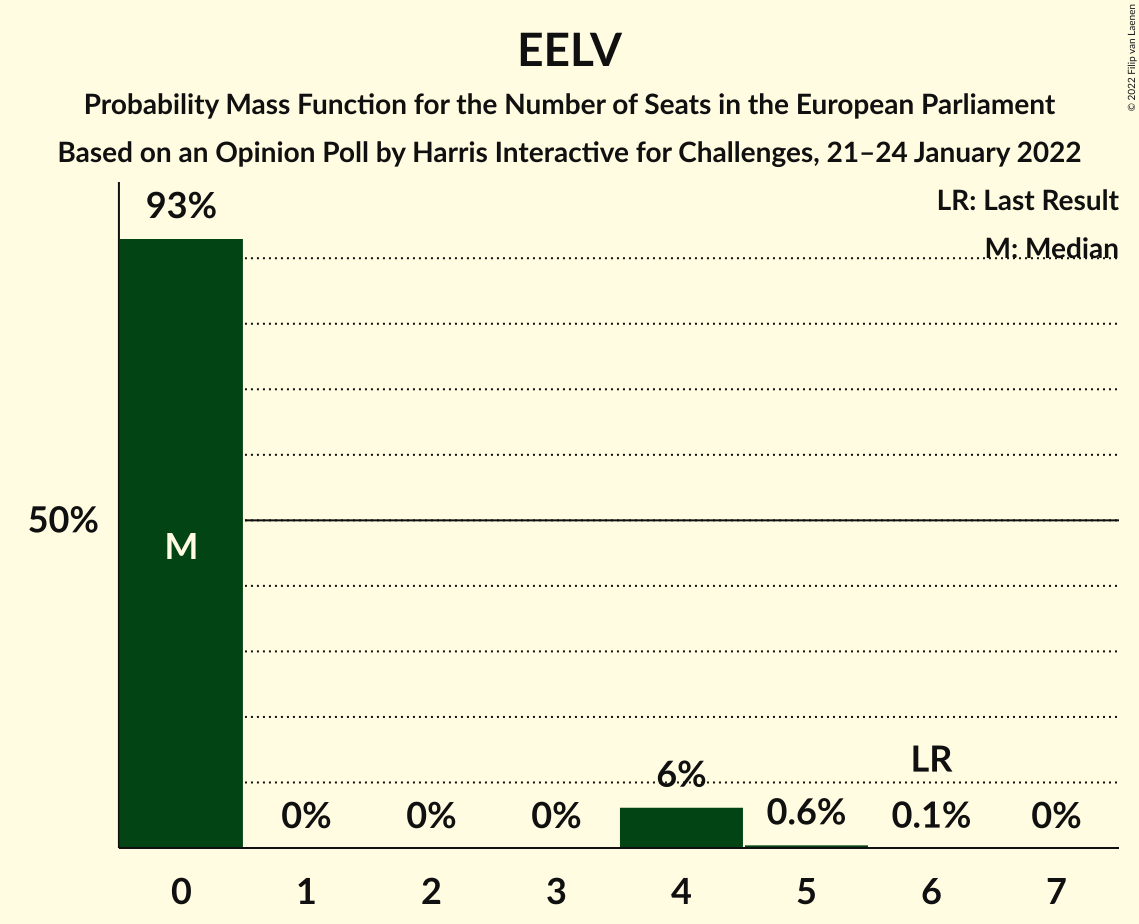 EELV
Probability Mass Function for the Number of Seats in the European Parliament
Based on an Opinion Poll by Harris Interactive for Challenges, 21–24 January 2022
© 2022 Filip van Laenen
LR: Last Result
M: Median
93%
50%
M
LR
6%
0% 0% 0% 0.6% 0.1% 0%
0 1 2 3 4 5 6 7